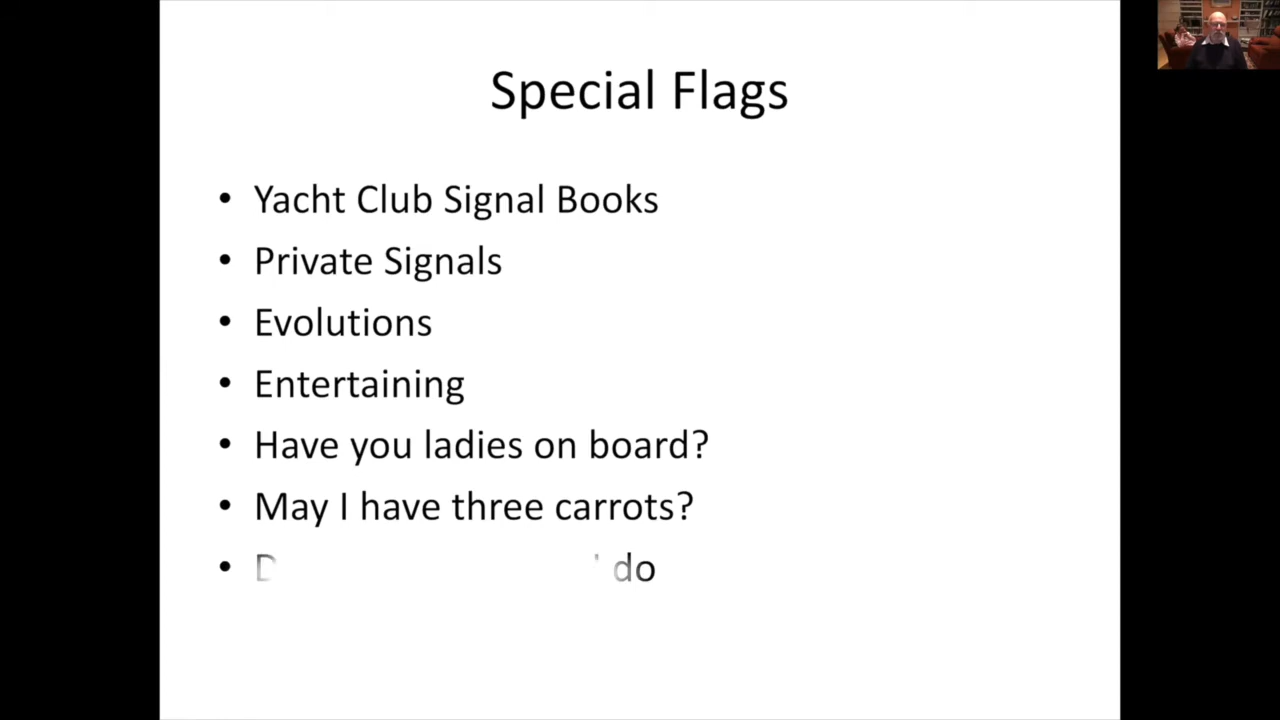 Special Flags
• Yacht Club Signal Books
• Private Signals
• Evolutions
• Entertaining
• Have you ladies on board?
• May I have three carrots?
• do